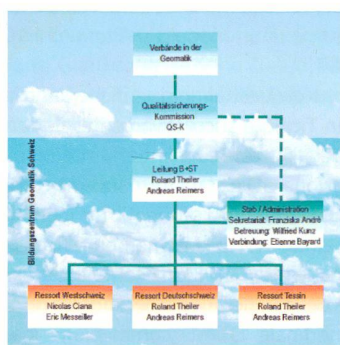 Verbände in der
Geomatik
Qualitätssicherungs-
Kommission
QS-K
Bildungszentrum Geomatik Schweiz
Leitung B+ST
Roland Theiler
Andreas Reimers
Stab / Administration
Sekretariat: Franziska André
Betreuung: Wilfried Kunz
Verbindung: Etienne Bayard
Ressort Westschweiz
Nicolas Ciana
Eric Messeiller
Ressort Deutschschweiz
Roland Theiler
Andreas Reimers
Ressort Tessin
Roland Theiler
Andreas Reimers